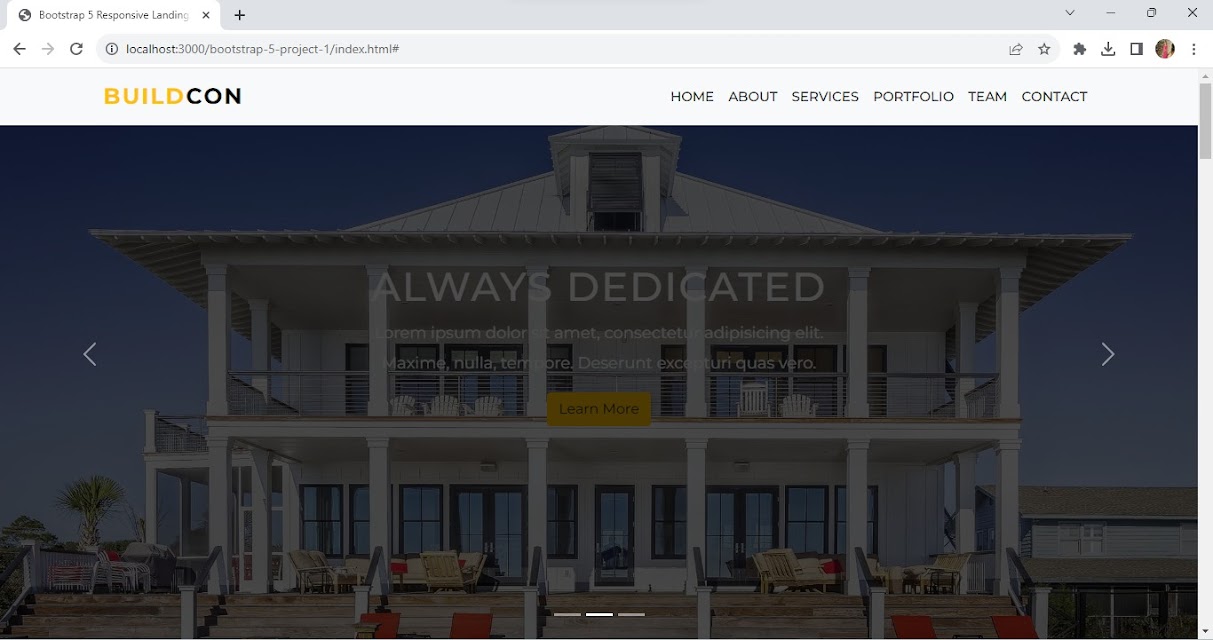 Bootstrap 5 Responsive Landing
localhost:3000/bootstrap-5-project-1/index.html#
BUILDCON
HOME ABOUT SERVICES PORTFOLIO TEAM CONTACT
ALWAYS DEDICATED
Lorem ipsum dolor sit amet, consectetur adipisicing elit.
Maxime, nulla, tempore. Deserunt excepturi quas vero.
Learn More